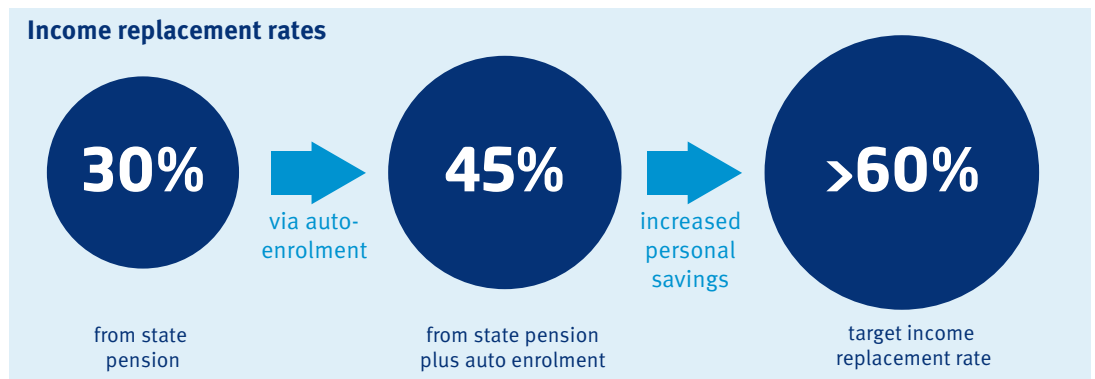 Income replacement rates
30%
via auto-
enrolment
45%
increased
personal
savings
>60%
from state
pension
from state pension
plus auto enrolment
target income
replacement rate